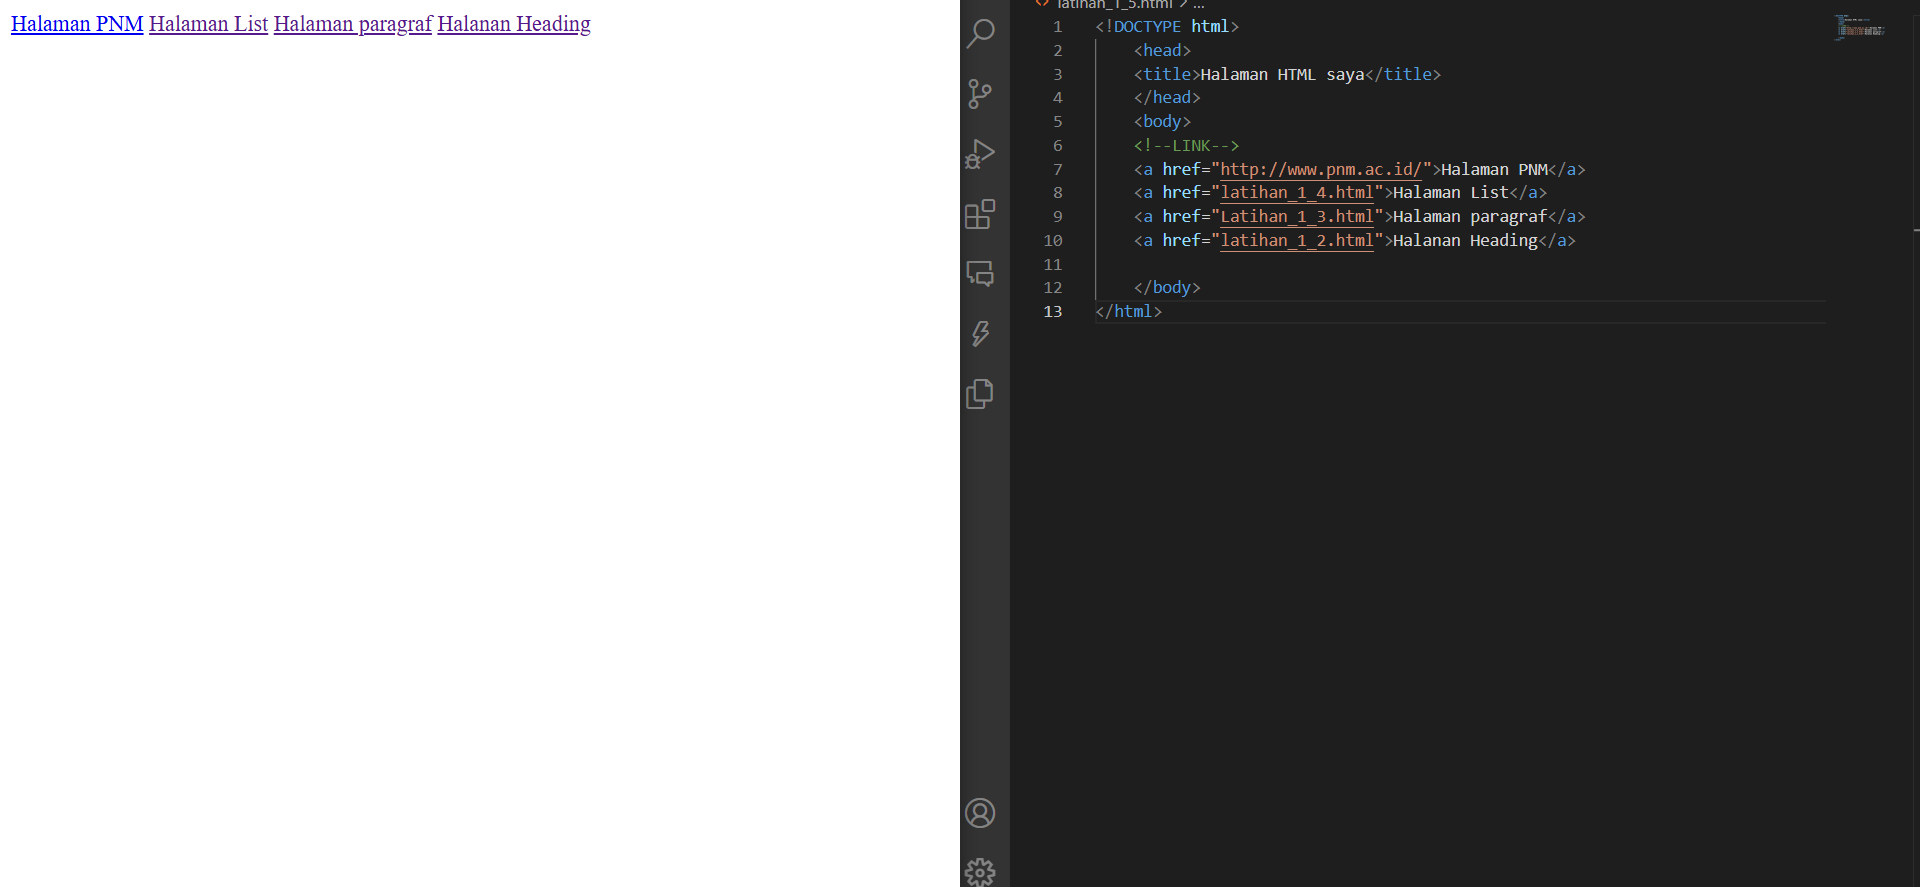 Halaman PNM Halaman List Halaman paragraf Halanan Heading
latihan_1_5.html > ...
1 <!DOCTYPE html>
2 <head>
3 <title>Halaman HTML saya</title>
4 </head>
5 <body>
6 <!--LINK-->
7 <a href="http://www.pnm.ac.id/">Halaman PNM</a>
8 <a href="latihan_1_4.html">Halaman List</a>
9 <a href="Latihan_1_3.html">Halaman paragraf</a>
10 <a href="latihan_1_2.html">Halanan Heading</a>
11
12 </body>
13 </html>